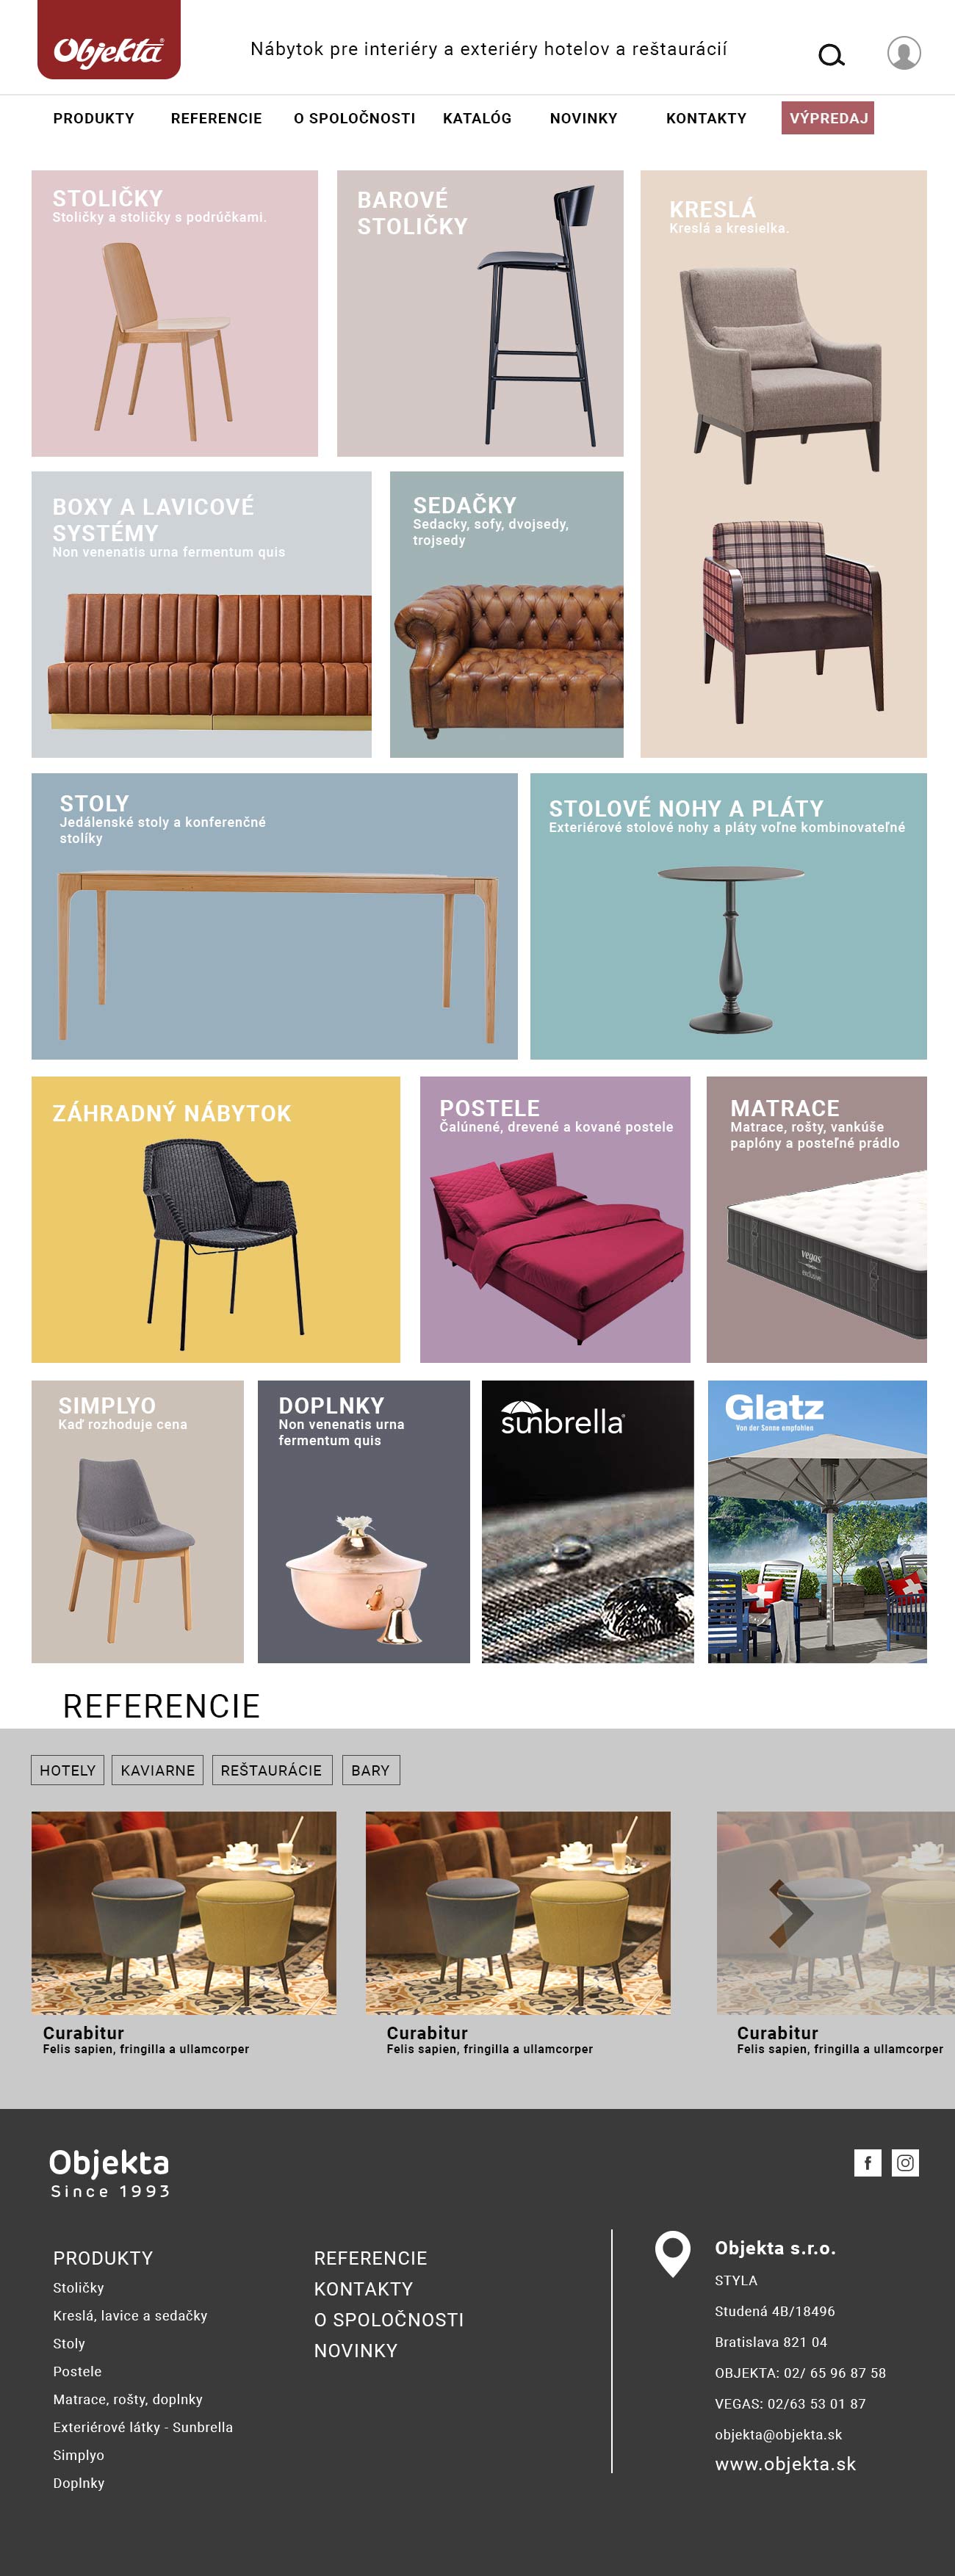 Objekta®
Nábytok pre interiéry a exteriéry hotelov a reštaurácií
PRODUKTY REFERENCIE O SPOLOČNOSTI KATALÓG NOVINKY KONTAKTY VÝPREDAJ
STOLIČKY
Stoličky a stoličky s podrúčkami.
BAROVÉ
STOLIČKY
KRESLÁ
Kreslá a kresielka.
BOXY A LAVICOVÉ
SYSTÉMY
Non venenatis urna fermentum quis
SEDAČKY
Sedacky, sofy, dvojsedy,
trojsedy
STOLY
Jedálenské stoly a konferenčné
stolíky
STOLOVÉ NOHY A PLÁTY
Exteriérové stolové nohy a pláty voľne kombinovateľné
ZÁHRADNÝ NÁBYTOK
POSTELE
Čalúnené, drevené a kované postele
MATRACE
Matrace, rošty, vankúše
paplóny a posteľné prádlo
vegas
exclusive
SIMPLYO
Kaď rozhoduje cena
DOPLNKY
Non venenatis urna
fermentum quis
sunbrella®
Glatz
Von der Sonne empfohlen
REFERENCIE
HOTELY KAVIARNE REŠTAURÁCIE BARY
Curabitur
Felis sapien, fringilla a ullamcorper
Curabitur
Felis sapien, fringilla a ullamcorper
Curabitur
Felis sapien, fringilla a ullamcorper
Objekta
Since 1993
f
PRODUKTY
Stoličky
Kreslá, lavice a sedačky
Stoly
Postele
Matrace, rošty, doplnky
Exteriérové látky - Sunbrella
Simplyo
Doplnky
REFERENCIE
KONTAKTY
O SPOLOČNOSTI
NOVINKY
Objekta s.r.o.
STYLA
Studená 4B/18496
Bratislava 821 04
OBJEKTA: 02/ 65 96 87 58
VEGAS: 02/63 53 01 87
objekta@objekta.sk
www.objekta.sk